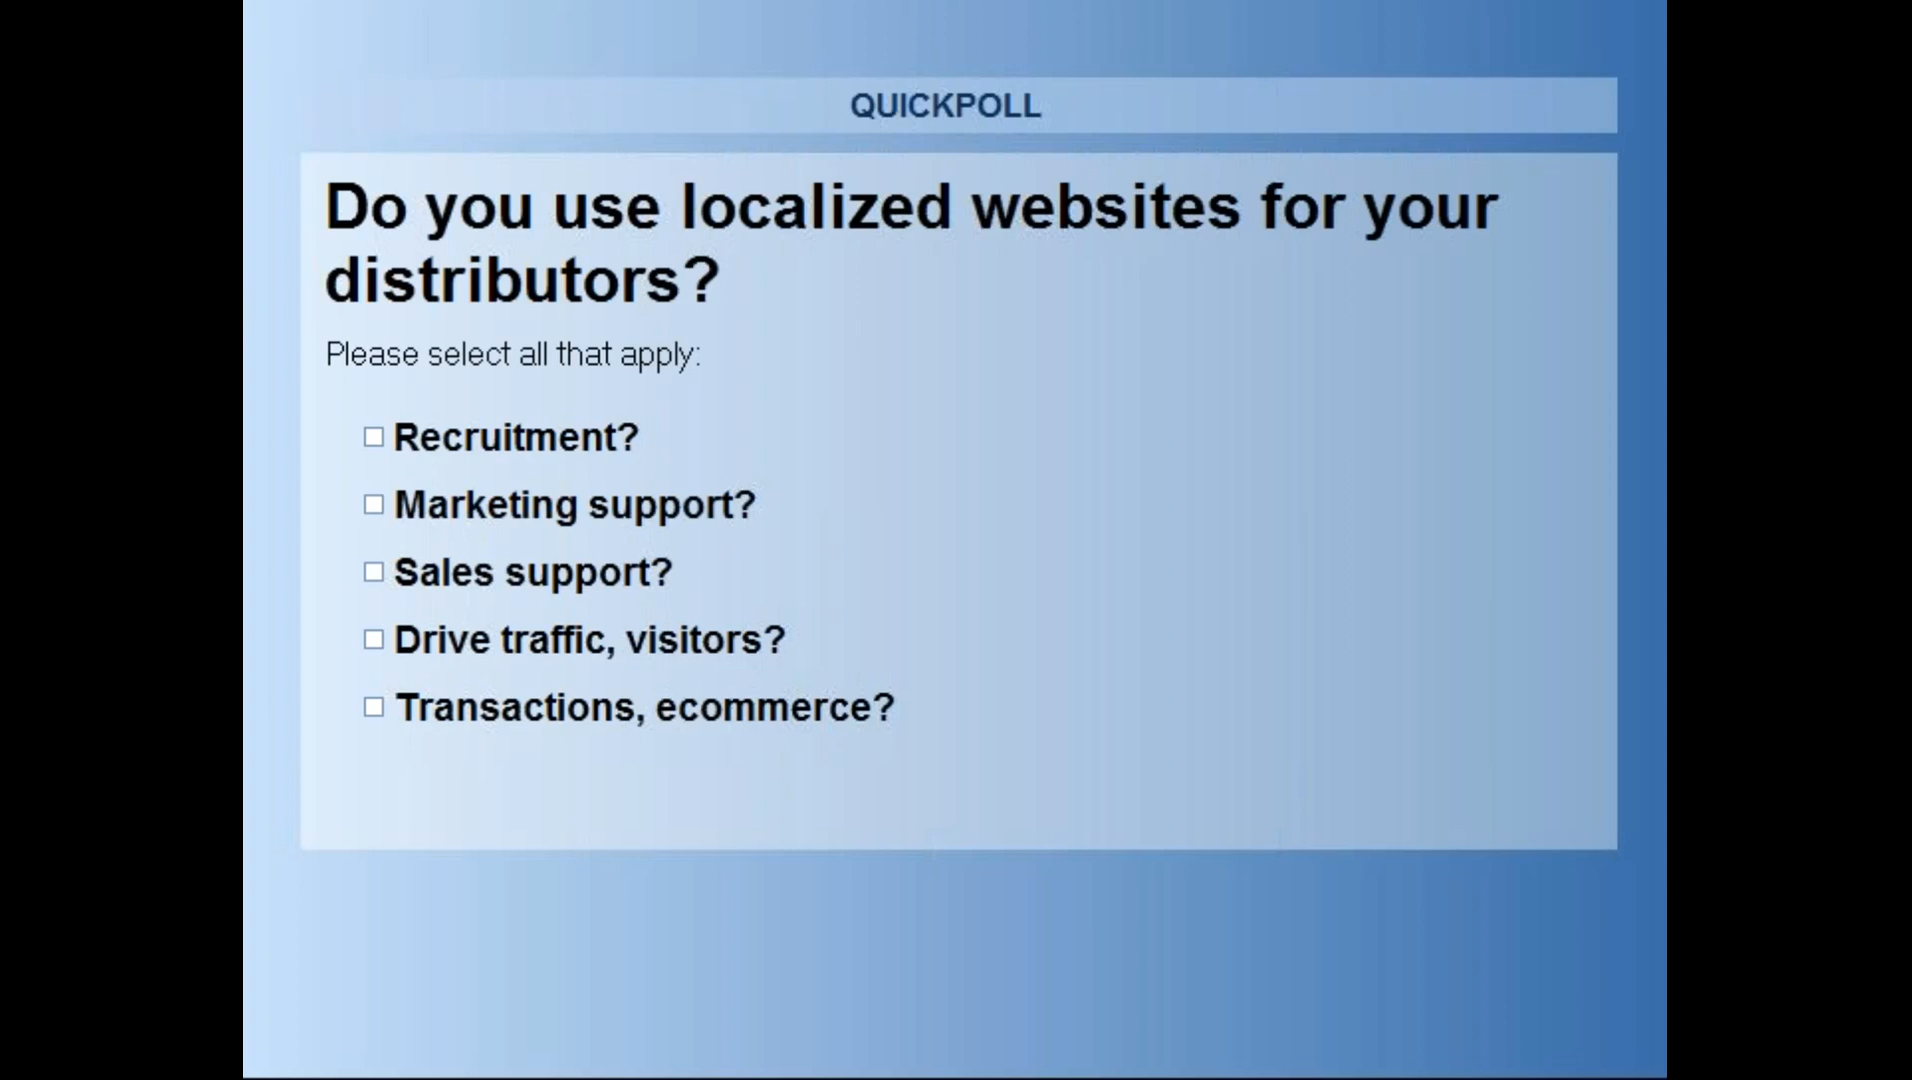 QUICKPOLL
Do you use localized websites for your
distributors?
Please select all that apply:
Recruitment?
Marketing support?
Sales support?
Drive traffic, visitors?
Transactions, ecommerce?